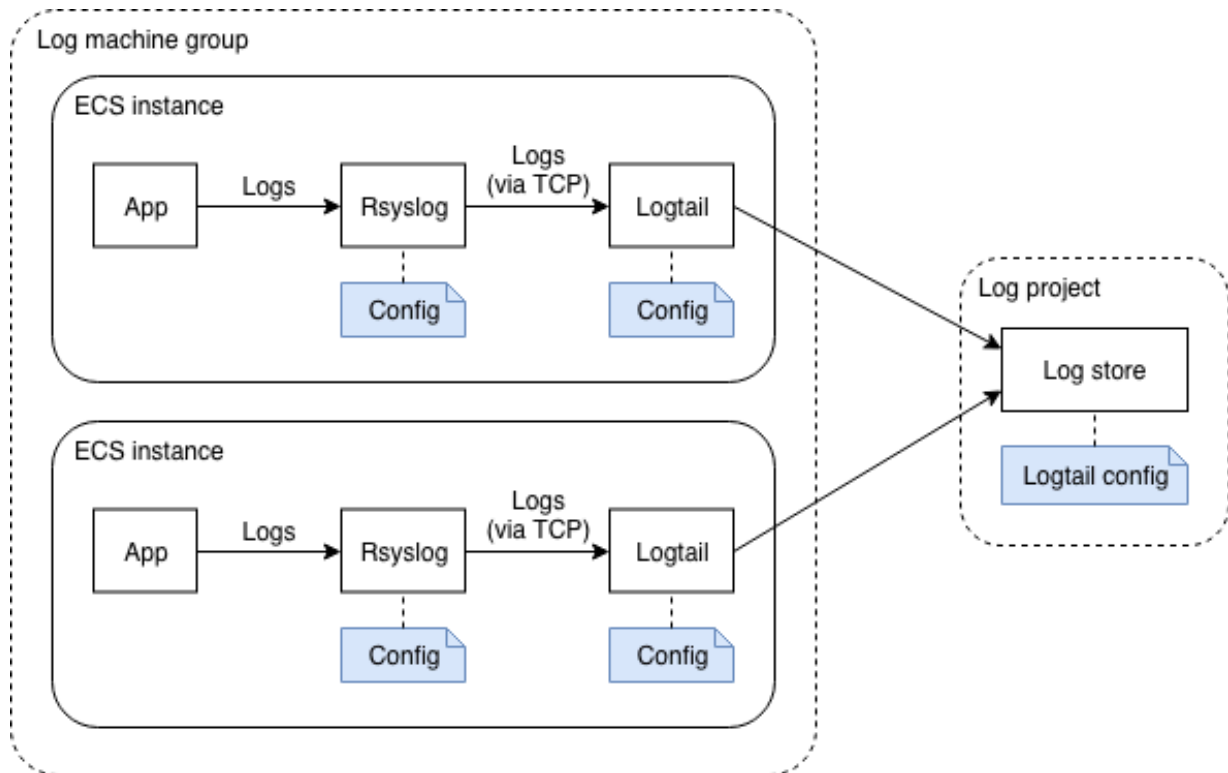 Log machine group
ECS instance
App
Logs
Rsyslog
Logs
(via TCP)
Logtail
Config
Config
ECS instance
App
Logs
Rsyslog
Logs
(via TCP)
Logtail
Config
Config
Log project
Log store
Logtail config